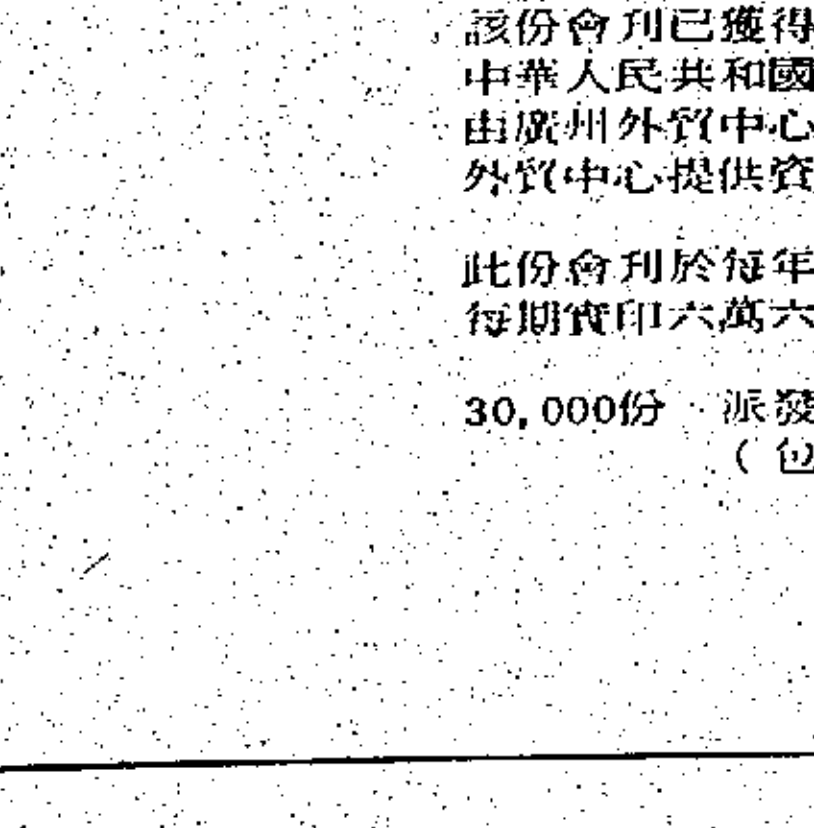 該份會刊已獲得
中華人民共和國
由廣州外貿中心
外貿中心提供資
此份會刊於每年
每期實印六萬六
30,000份 派發
(包